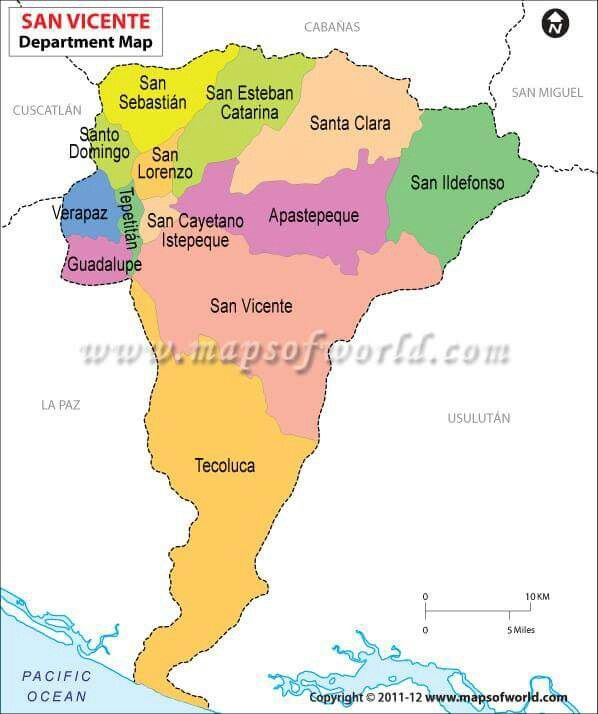 SAN VICENTE
Department Map
CABAÑAS
N
SAN MIGUEL
CUSCATLÁN
San
Sebastián
San Esteban
Catarina
Santa Clara
Santo
Domingo
San
Lorenzo
San Ildefonso
Verapaz
Tepetitán
San Cayetano
Istepeque
Apastepeque
Guadalupe
San Vicente
www.mapsofworld.com
LA PAZ
USULUTÁN
Tecoluca
0 10 KM
0 5 Miles
PACIFIC
OCEAN
Copyright © 2011-12 www.mapsofworld.com